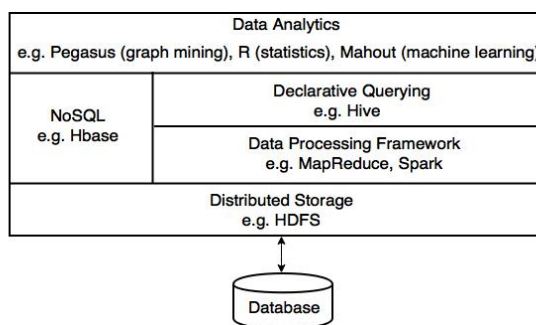 Data Analytics
e.g. Pegasus (graph mining), R (statistics), Mahout (machine learning)
NoSQL
e.g. Hbase
Declarative Querying
e.g. Hive
Data Processing Framework
e.g. MapReduce, Spark
Distributed Storage
e.g. HDFS
Database